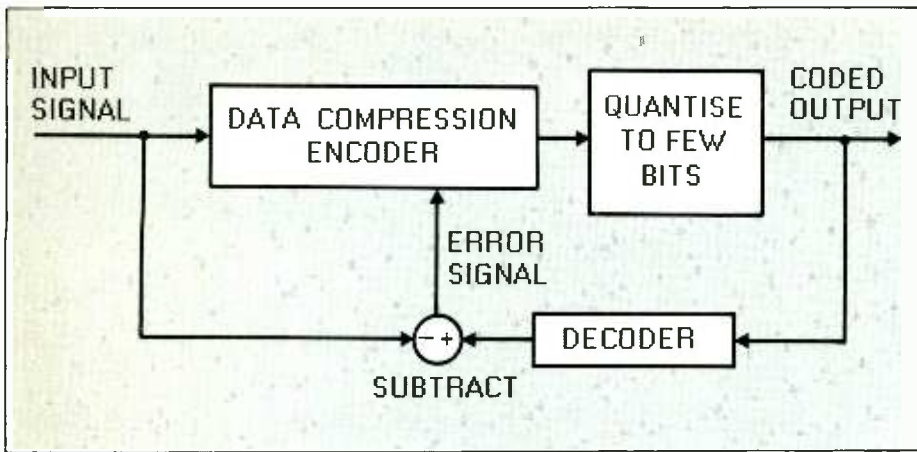 INPUT
SIGNAL
DATA COMPRESSION
ENCODER
QUANTISE
TO FEW
BITS
CODED
OUTPUT
ERROR
SIGNAL
- +
SUBTRACT
DECODER